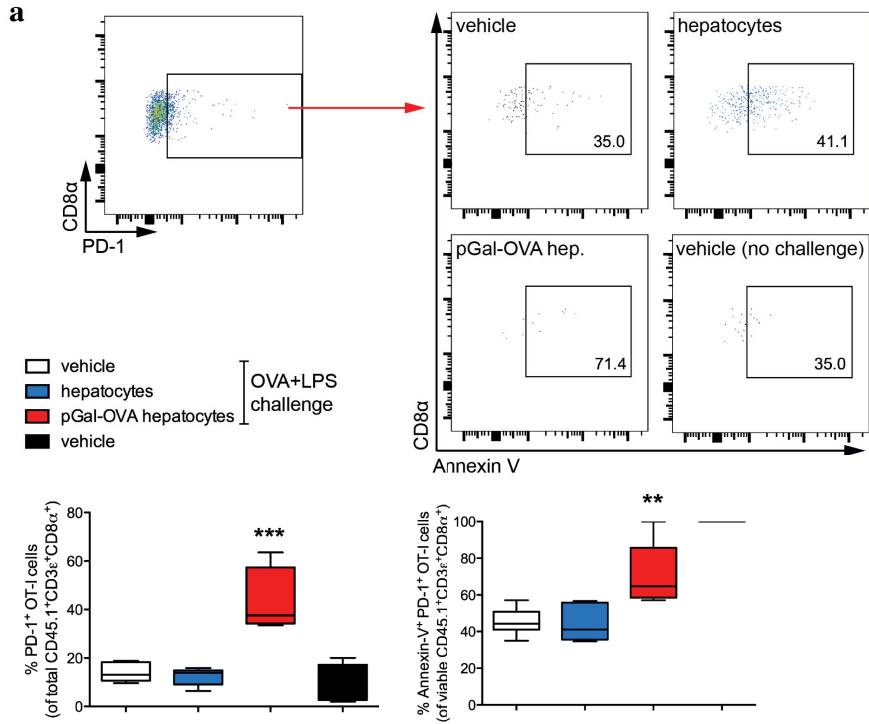 a
CD8α
PD-1
vehicle
35.0
hepatocytes
41.1
pGal-OVA hep.
71.4
vehicle (no challenge)
35.0
CD8α
Annexin V
vehicle
hepatocytes
pGal-OVA hepatocytes
vehicle
OVA+LPS
challenge
% PD-1⁺ OT-I cells
(of total CD45.1⁺CD3ε⁺CD8α⁺)
80
60
40
20
0
***
% Annexin-V⁺ PD-1⁺ OT-I cells
(of viable CD45.1⁺CD3ε⁺CD8α⁺)
100
80
60
40
20
0
**